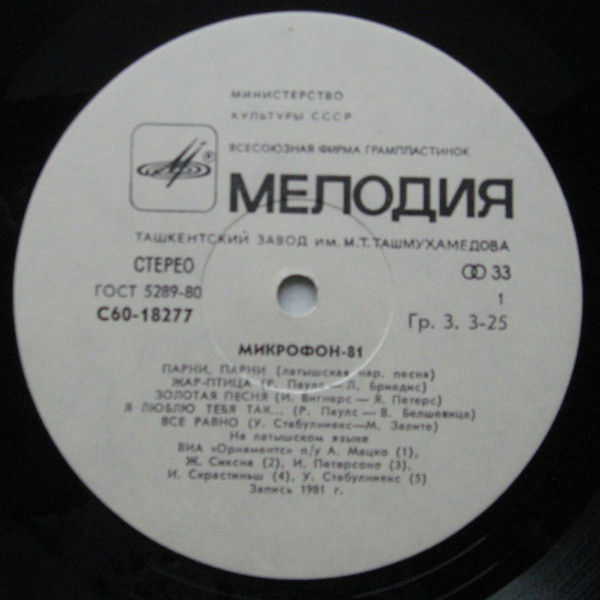 МИНИСТЕРСТВО
КУЛЬТУРЫ СССР
ВСЕСОЮЗНАЯ ФИРМА ГРАМПЛАСТИНОК
МЕЛОДИЯ
ТАШКЕНТСКИЙ ЗАВОД ИМ. М.Т. ТАШМУХАМЕДОВА
СТЕРЕО 33
ГОСТ 5289-80 1
С60-18277 Гр. 3. 3-25
МИКРОФОН-81
ПАРНИ, ПАРНИ (латышская нар. песня)
ЖАР-ПТИЦА (Р. Паулс — Л. Бриедис)
ЗОЛОТАЯ ПЕСНЯ (И. Вигнерс — Я. Петерс)
Я ЛЮБЛЮ ТЕБЯ ТАК... (Р. Паулс — В. Белшевица)
ВСЕ РАВНО (У. Стабулниекс — М. Залите)
На латышском языке
ВИА «Орнаментс» п/у А. Мацко (1),
Ж. Сиксна (2), И. Петерсоне (3),
И. Скрастиньш (4), У. Стабулниекс (5)
Запись 1981 г.